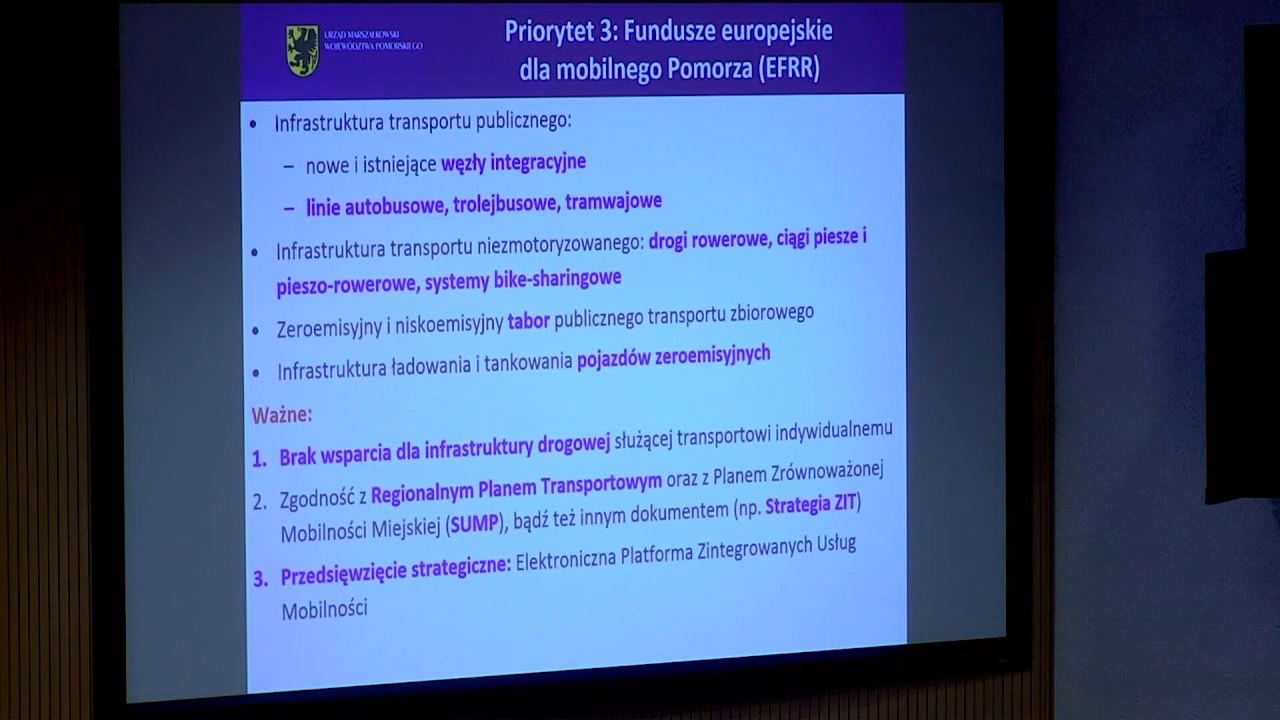 URZĄD MARSZAŁKOWSKI
WOJEWÓDZTWA POMORSKIEGO
Priorytet 3: Fundusze europejskie
dla mobilnego Pomorza (EFRR)
• Infrastruktura transportu publicznego:
– nowe i istniejące węzły integracyjne
– linie autobusowe, trolejbusowe, tramwajowe
• Infrastruktura transportu niezmotoryzowanego: drogi rowerowe, ciągi piesze i
pieszo-rowerowe, systemy bike-sharingowe
• Zeroemisyjny i niskoemisyjny tabor publicznego transportu zbiorowego
• Infrastruktura ładowania i tankowania pojazdów zeroemisyjnych
Ważne:
1. Brak wsparcia dla infrastruktury drogowej służącej transportowi indywidualnemu
2. Zgodność z Regionalnym Planem Transportowym oraz z Planem Zrównoważonej
Mobilności Miejskiej (SUMP), bądź też innym dokumentem (np. Strategia ZIT)
3. Przedsięwzięcie strategiczne: Elektroniczna Platforma Zintegrowanych Usług
Mobilności